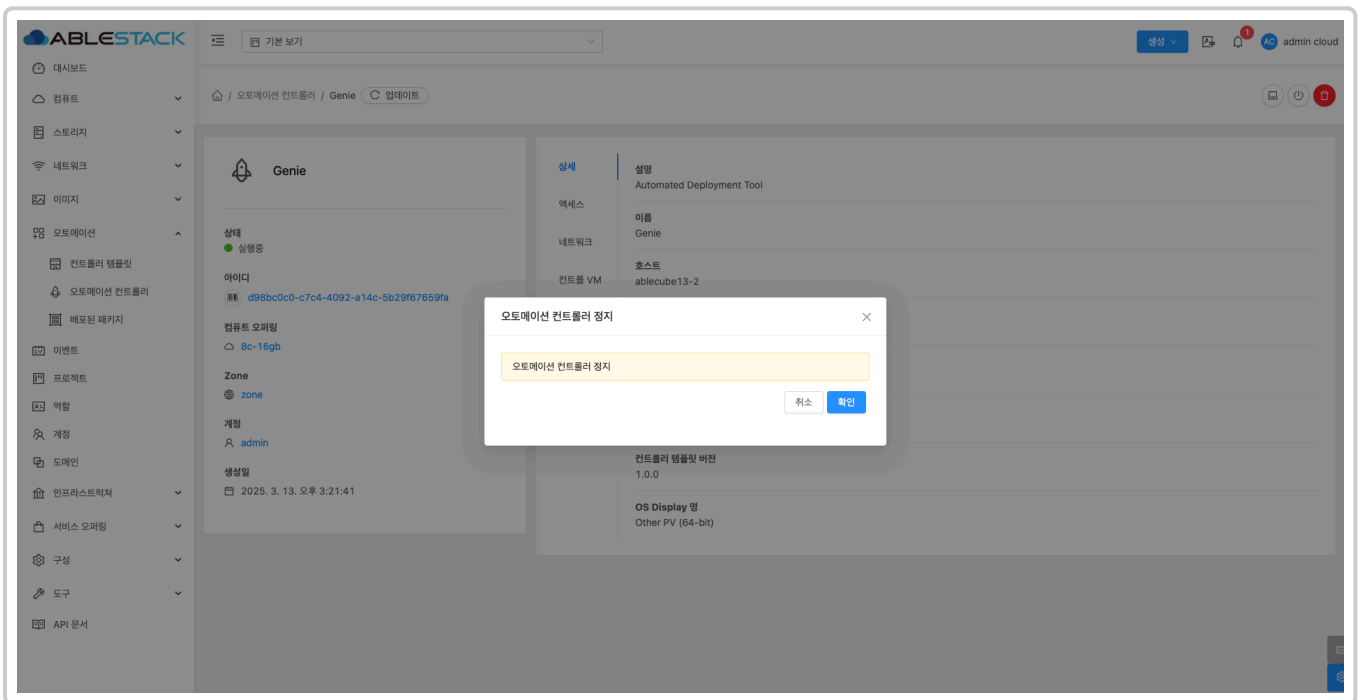 ABLESTACK
기본 보기
생성
1
AC admin cloud
대시보드
컴퓨트
스토리지
네트워크
이미지
오토메이션
컨트롤러 템플릿
오토메이션 컨트롤러
배포된 패키지
이벤트
프로젝트
역할
계정
도메인
인프라스트럭쳐
서비스 오퍼링
구성
도구
API 문서
/ 오토메이션 컨트롤러 / Genie 업데이트
Genie
상태
실행중
아이디
d98bc0c0-c7c4-4092-a14c-5b29f67659fa
컴퓨트 오퍼링
8c-16gb
Zone
zone
계정
admin
생성일
2025. 3. 13. 오후 3:21:41
상세
액세스
네트워크
컨트롤 VM
설명
Automated Deployment Tool
이름
Genie
호스트
ablecube13-2
컨트롤러 템플릿 버전
1.0.0
OS Display 명
Other PV (64-bit)
오토메이션 컨트롤러 정지
오토메이션 컨트롤러 정지
취소
확인